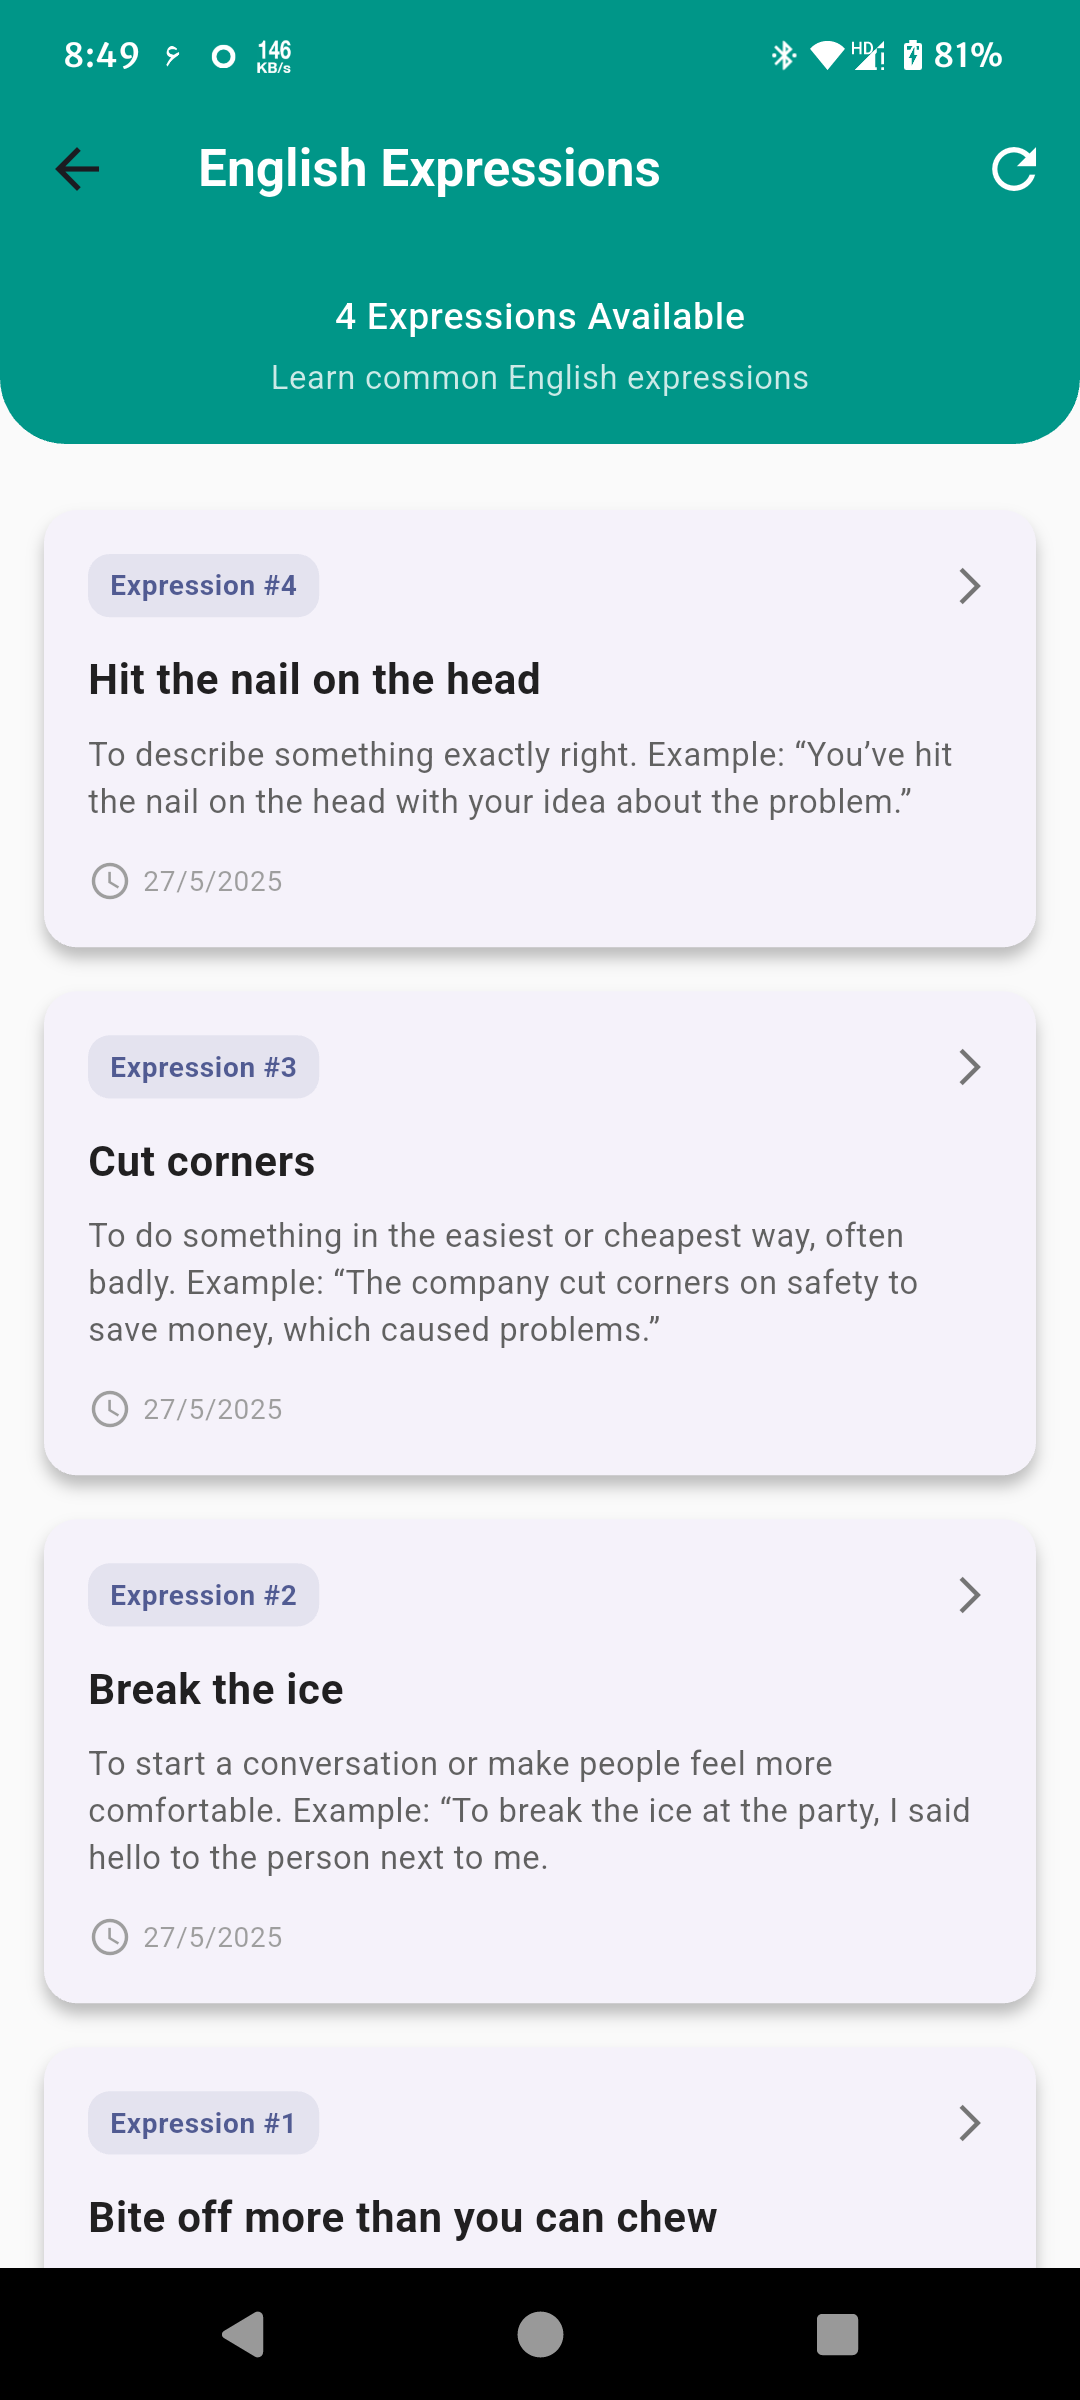 8:49 146 KB/s HD 81%
English Expressions
4 Expressions Available
Learn common English expressions
Expression #4
Hit the nail on the head
To describe something exactly right. Example: “You’ve hit
the nail on the head with your idea about the problem.”
27/5/2025
Expression #3
Cut corners
To do something in the easiest or cheapest way, often
badly. Example: “The company cut corners on safety to
save money, which caused problems.”
27/5/2025
Expression #2
Break the ice
To start a conversation or make people feel more
comfortable. Example: “To break the ice at the party, I said
hello to the person next to me.
27/5/2025
Expression #1
Bite off more than you can chew